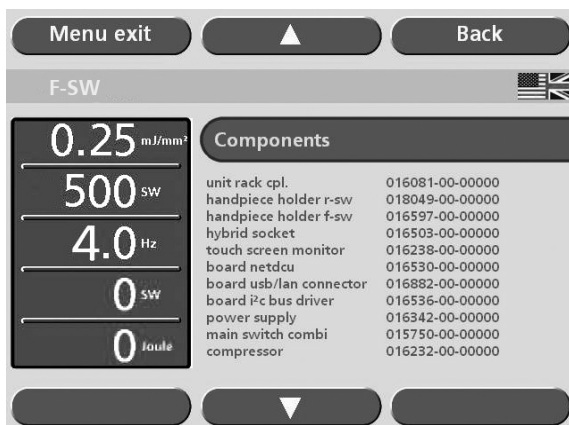 Menu exit
Back
F-SW
0.25 mJ/mm²
500 SW
4.0 Hz
0 SW
0 Joule
Components
unit rack cpl. 016081-00-00000
handpiece holder r-sw 018049-00-00000
handpiece holder f-sw 016597-00-00000
hybrid socket 016503-00-00000
touch screen monitor 016238-00-00000
board netdcu 016530-00-00000
board usb/lan connector 016882-00-00000
board i²c bus driver 016536-00-00000
power supply 016342-00-00000
main switch combi 015750-00-00000
compressor 016232-00-00000